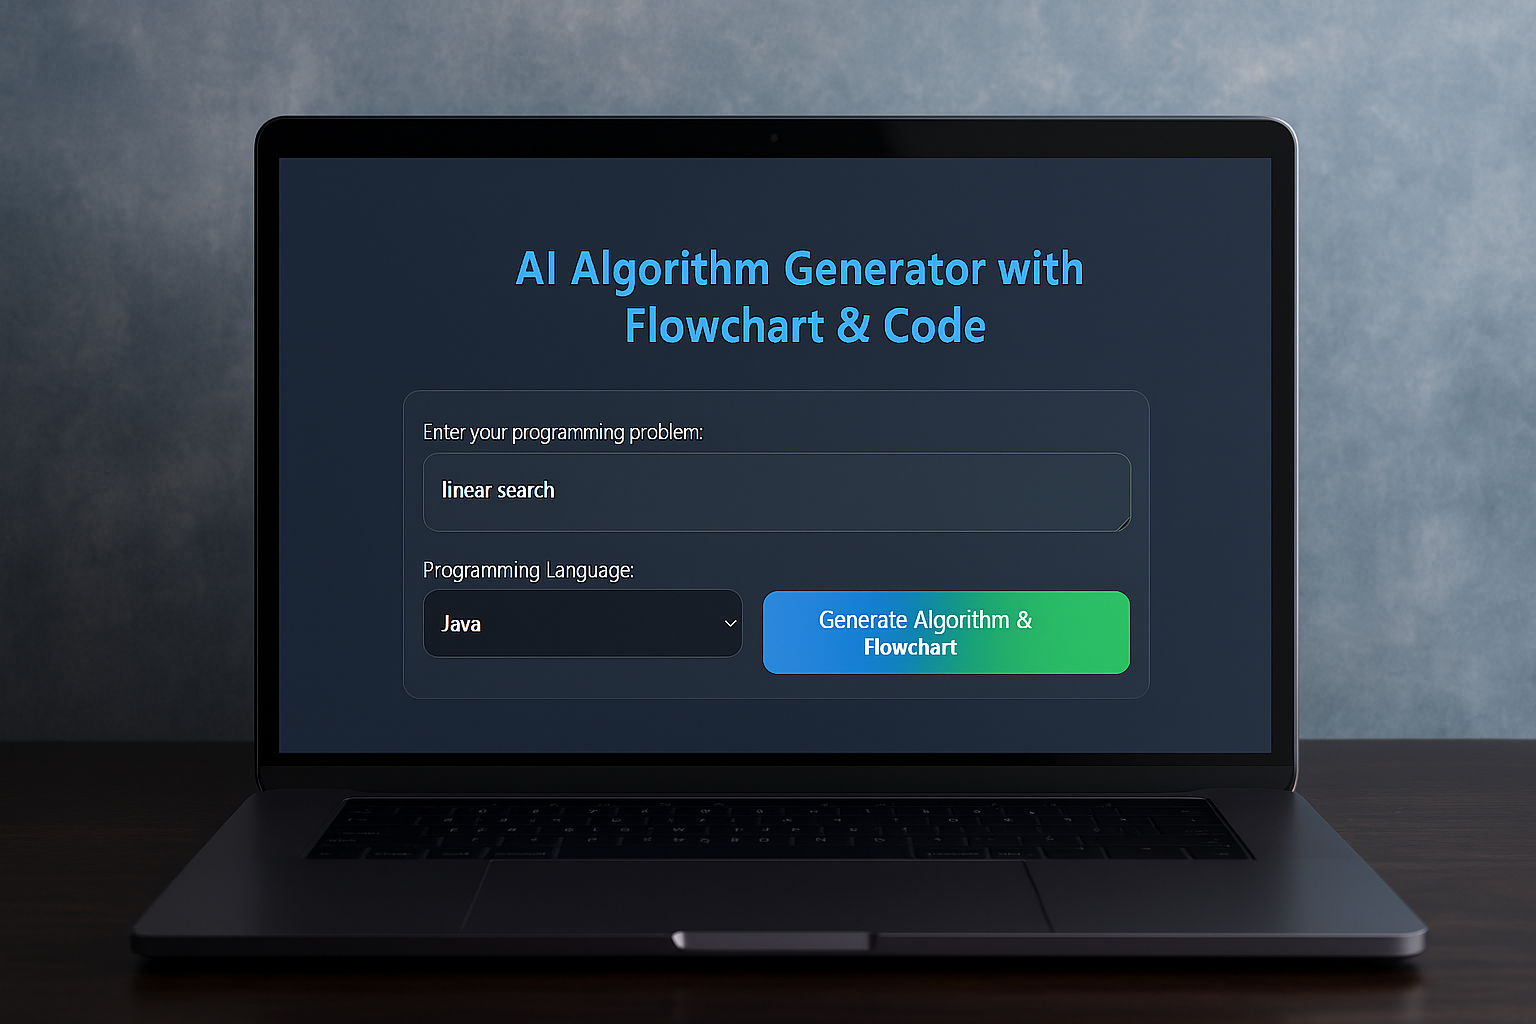 AI Algorithm Generator with
Flowchart & Code
Enter your programming problem:
linear search
Programming Language:
Java
Generate Algorithm &
Flowchart